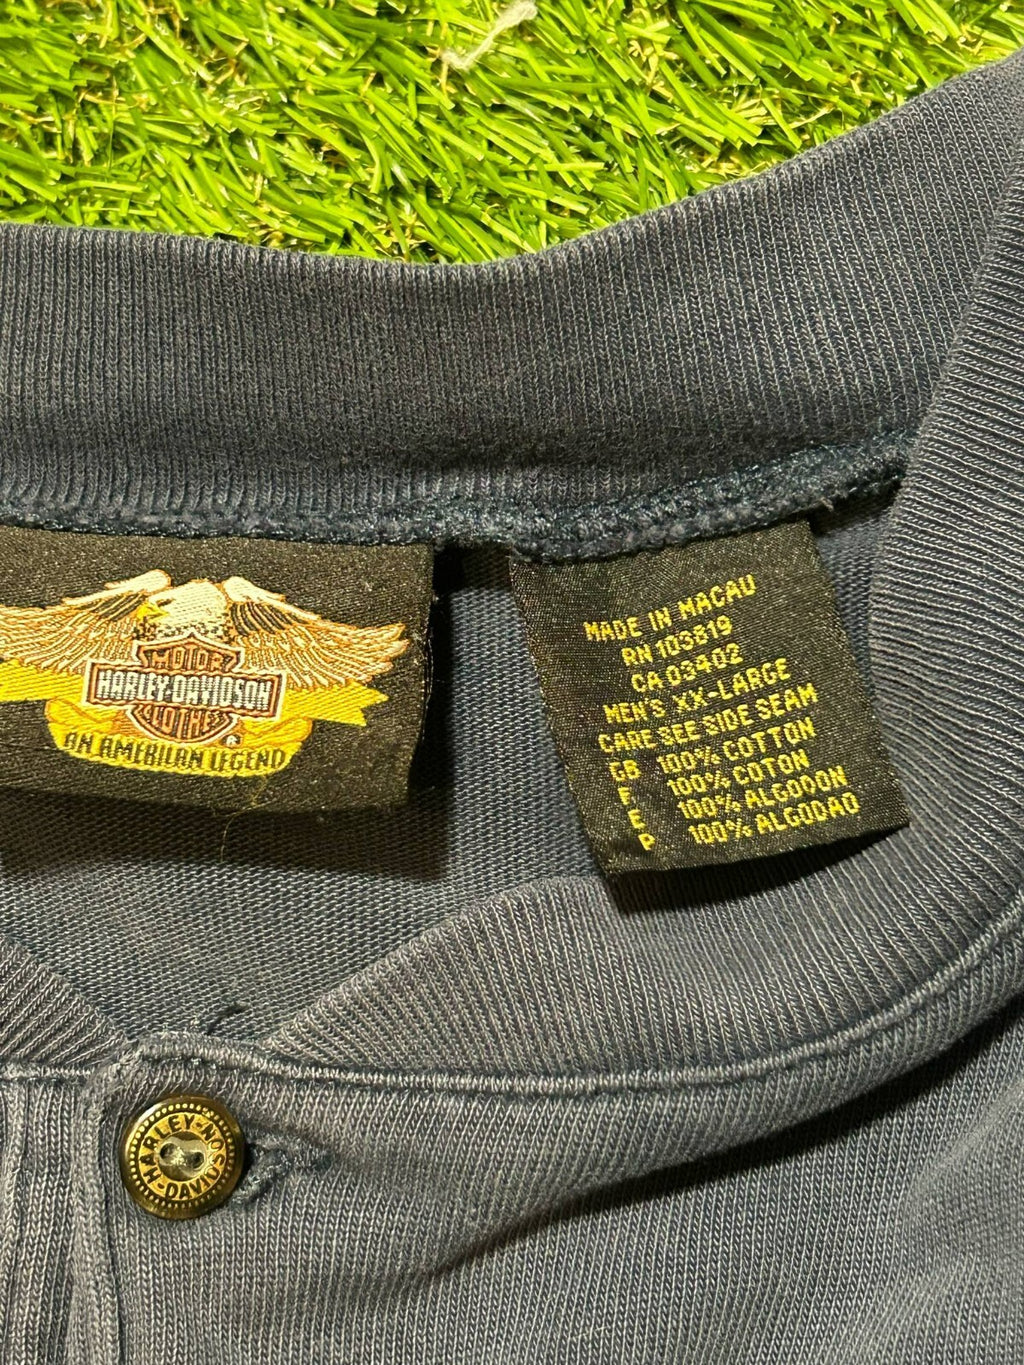 MOTOR
HARLEY-DAVIDSON
CLOTHES
®
AN AMERICAN LEGEND
MADE IN MACAU
RN 103819
CA 03402
MEN'S XX-LARGE
CARE SEE SIDE SEAM
GB 100% COTTON
F 100% COTON
E 100% ALGODON
P 100% ALGODAO
HARLEY-DAVIDSON